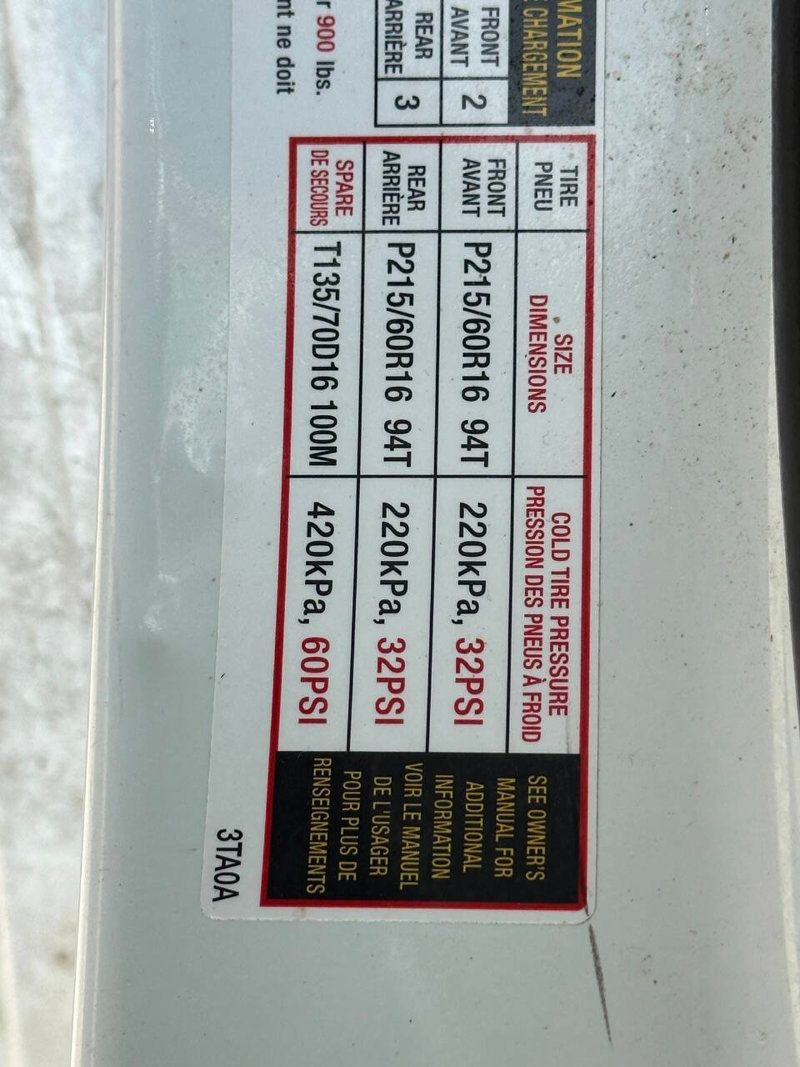 MATION
CHARGEMENT
FRONT
AVANT
2
REAR
ARRIÈRE
3
r 900 lbs.
nt ne doit
TIRE
PNEU
SIZE
DIMENSIONS
COLD TIRE PRESSURE
PRESSION DES PNEUS À FROID
FRONT
AVANT
P215/60R16 94T
220kPa, 32PSI
REAR
ARRIÈRE
P215/60R16 94T
220kPa, 32PSI
SPARE
DE SECOURS
T135/70D16 100M
420kPa, 60PSI
SEE OWNER'S
MANUAL FOR
ADDITIONAL
INFORMATION
VOIR LE MANUEL
DE L'USAGER
POUR PLUS DE
RENSEIGNEMENTS
3TA0A